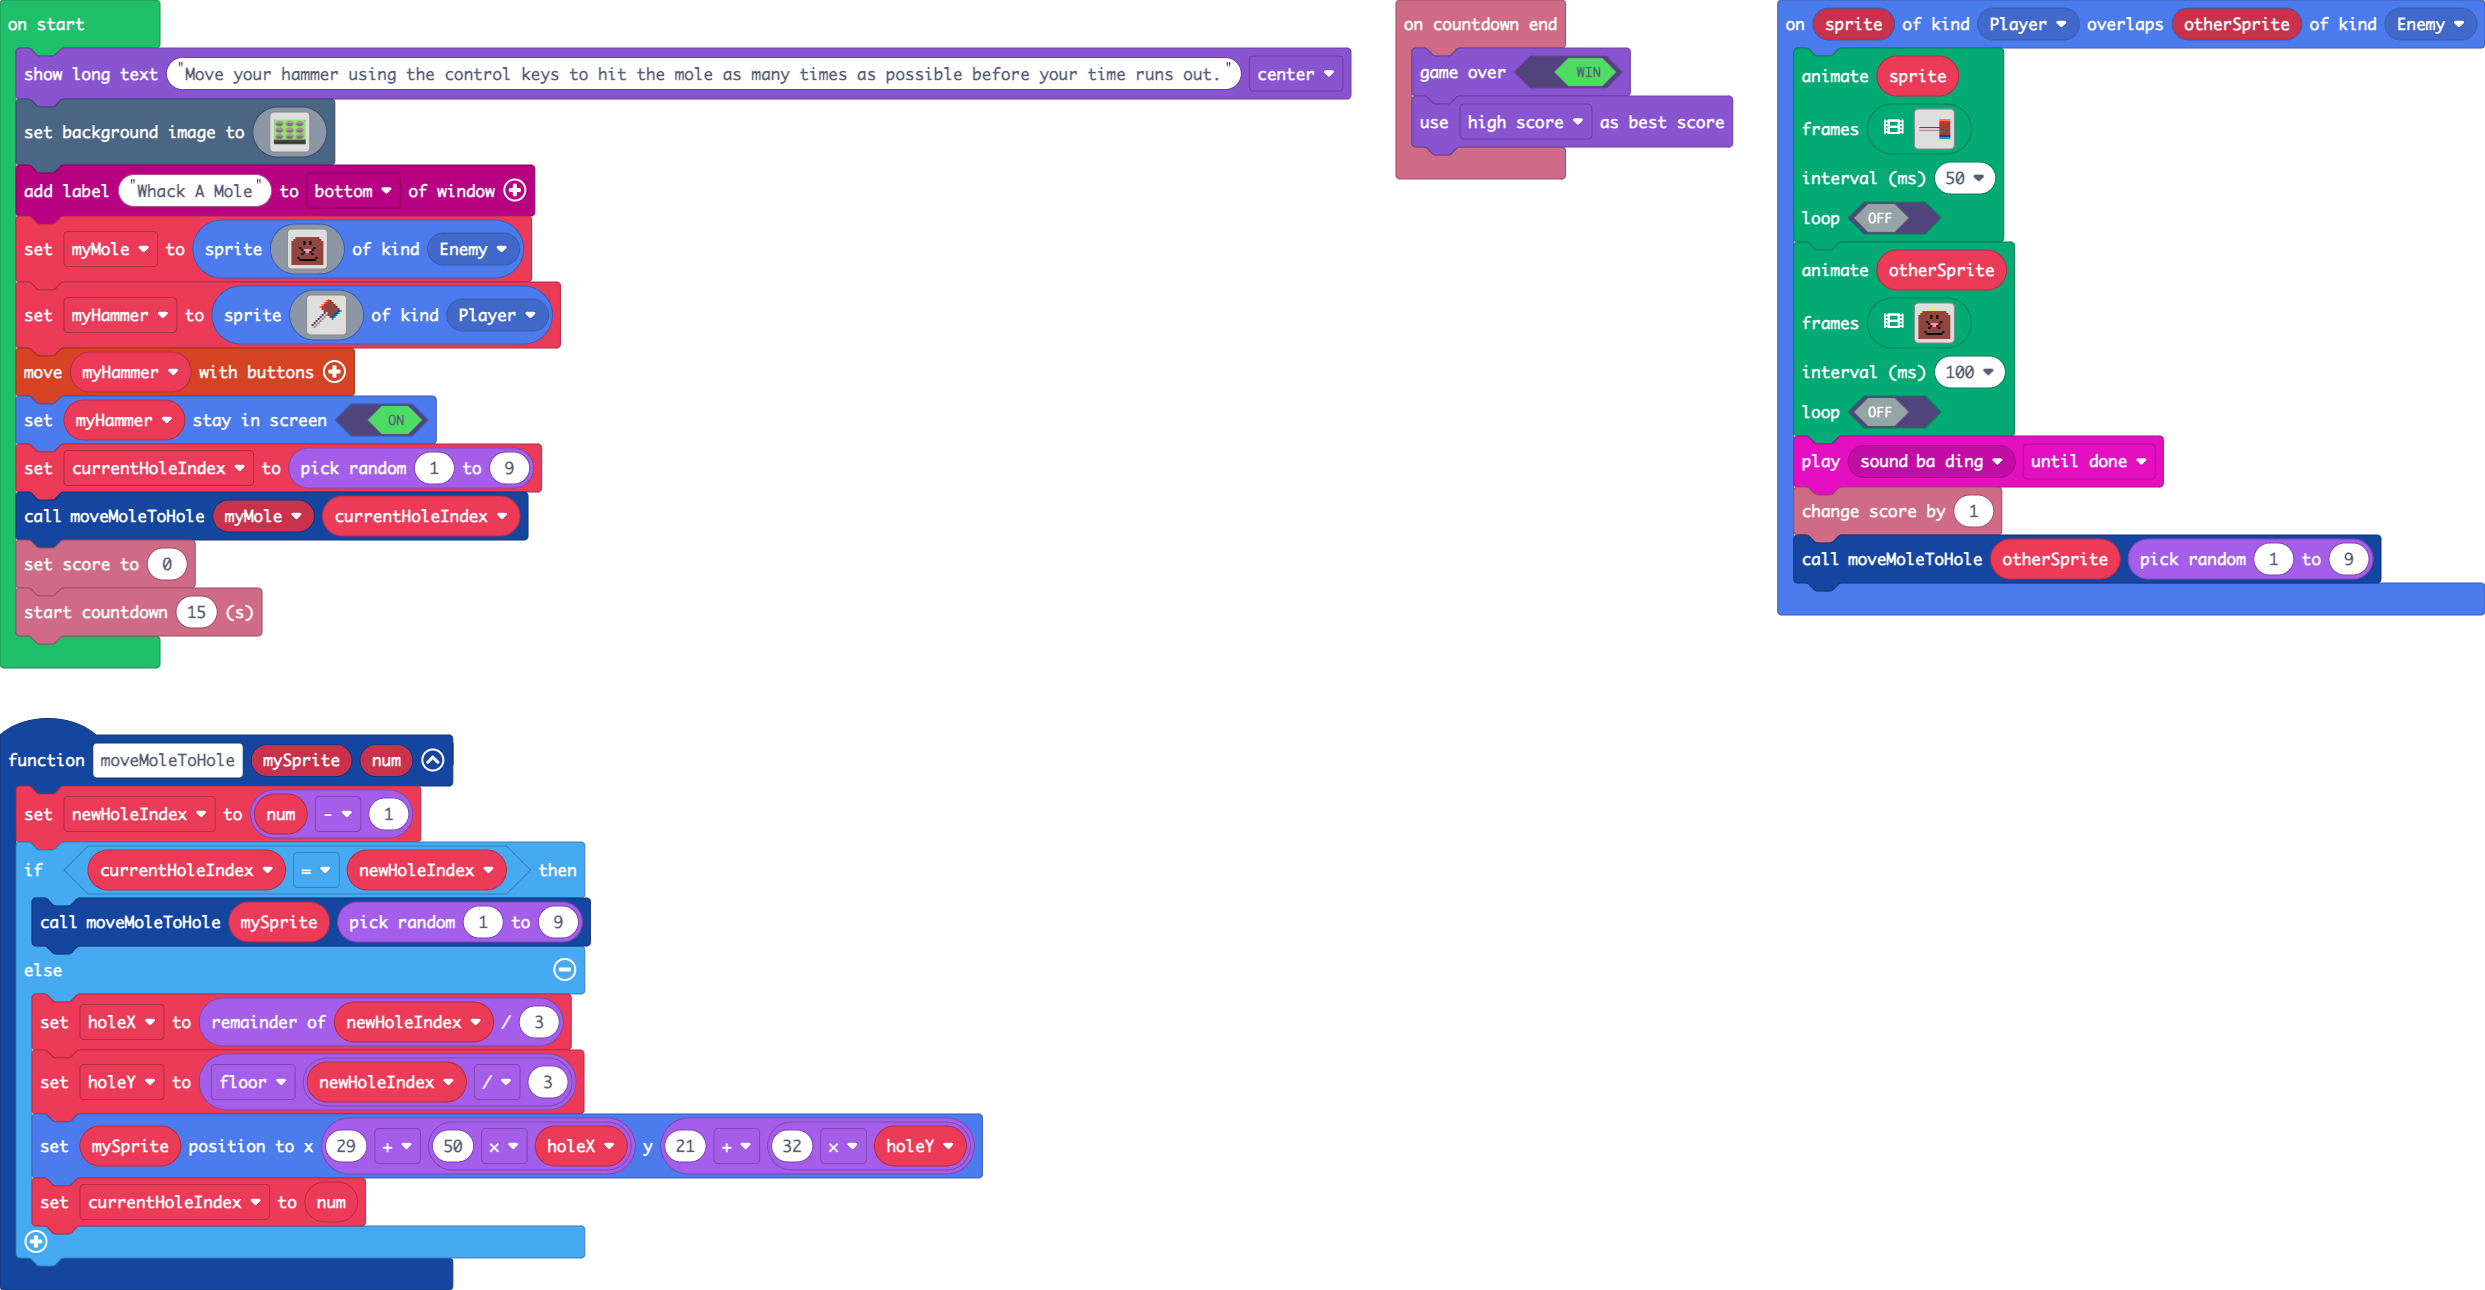 on start
show long text "Move your hammer using the control keys to hit the mole as many times as possible before your time runs out." center
set background image to
add label "Whack A Mole" to bottom of window
set myMole to sprite of kind Enemy
set myHammer to sprite of kind Player
move myHammer with buttons
set myHammer stay in screen ON
set currentHoleIndex to pick random 1 to 9
call moveMoleToHole myMole currentHoleIndex
set score to 0
start countdown 15 (s)
on countdown end
game over WIN
use high score as best score
on sprite of kind Player overlaps otherSprite of kind Enemy
animate sprite
frames
interval (ms) 50
loop OFF
animate otherSprite
frames
interval (ms) 100
loop OFF
play sound ba ding until done
change score by 1
call moveMoleToHole otherSprite pick random 1 to 9
function moveMoleToHole mySprite num
set newHoleIndex to num - 1
if currentHoleIndex = newHoleIndex then
call moveMoleToHole mySprite pick random 1 to 9
else
set holeX to remainder of newHoleIndex / 3
set holeY to floor newHoleIndex / 3
set mySprite position to x 29 + 50 × holeX y 21 + 32 × holeY
set currentHoleIndex to num